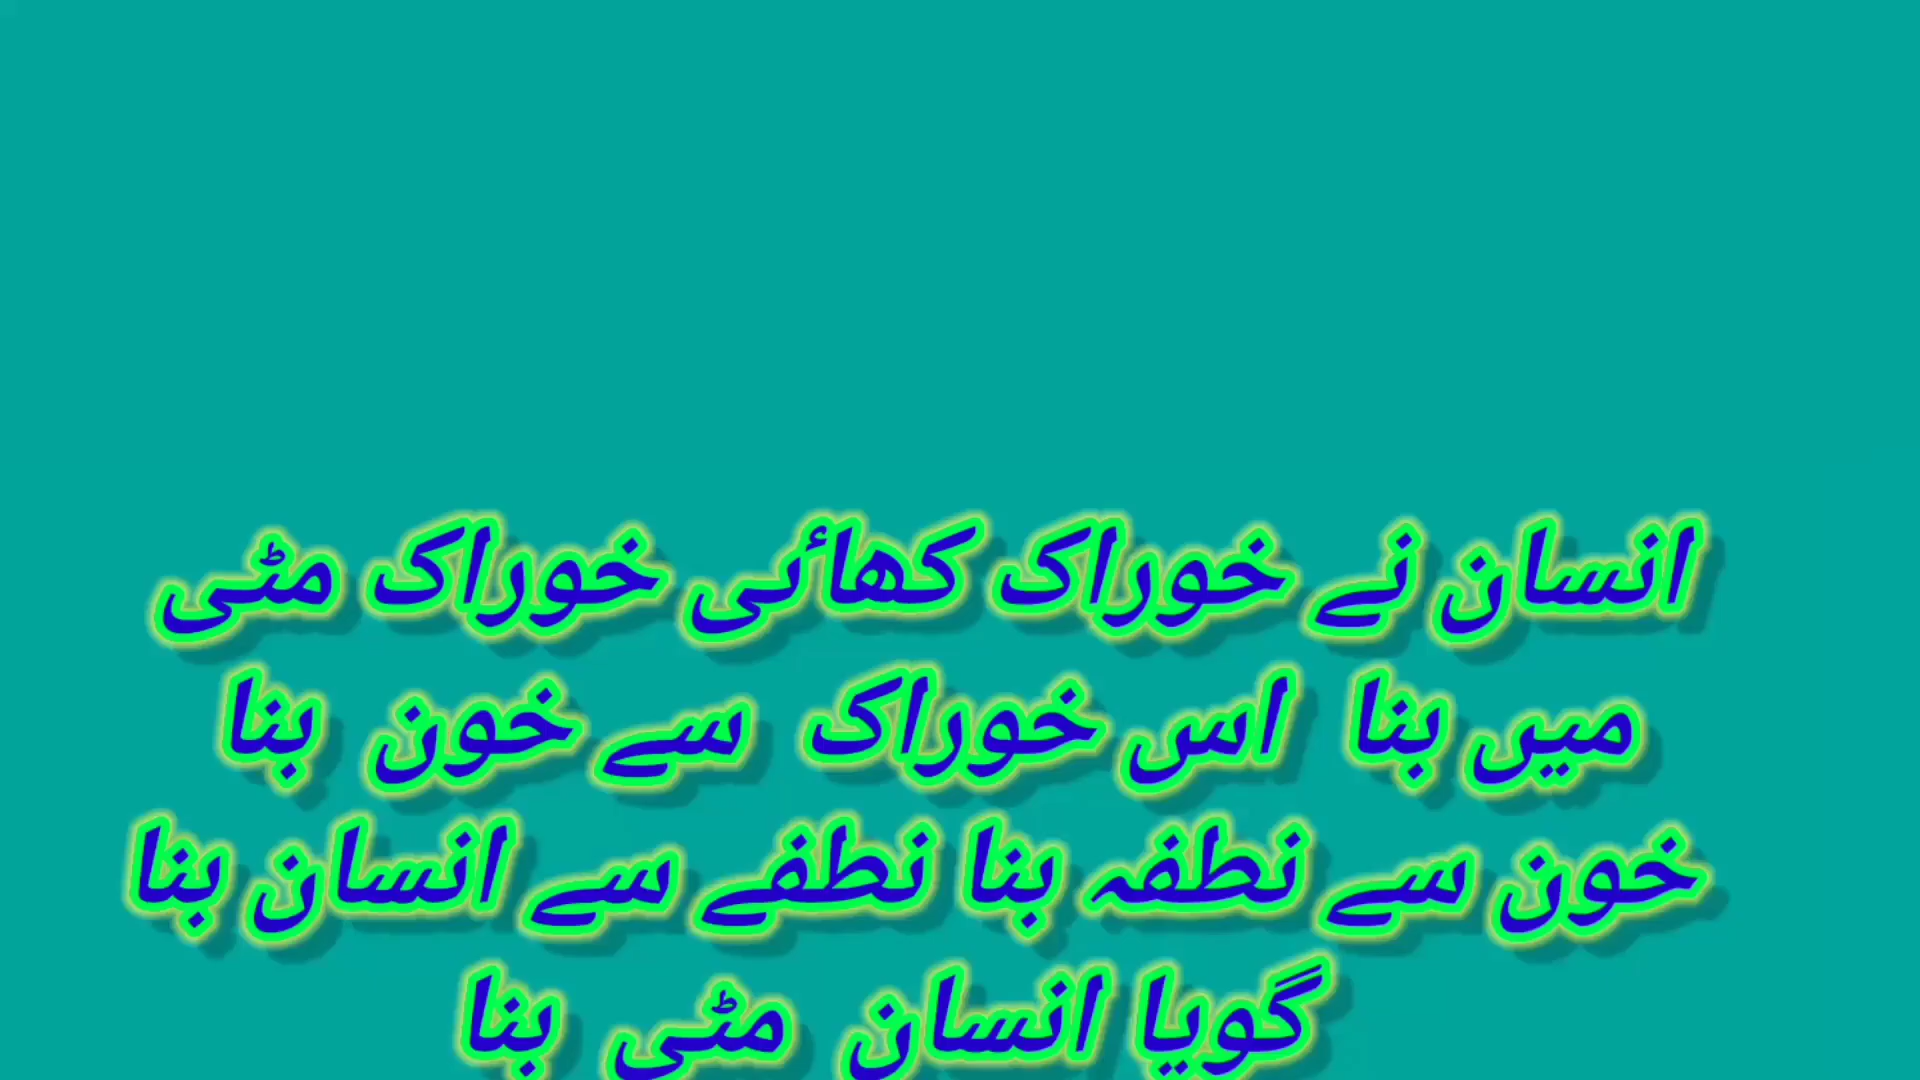 انسان نے خوراک کھائی خوراک مٹی
میں بنا اس خوراک سے خون بنا
خون سے نطفہ بنا نطفے سے انسان بنا
گویا انسان مٹی بنا